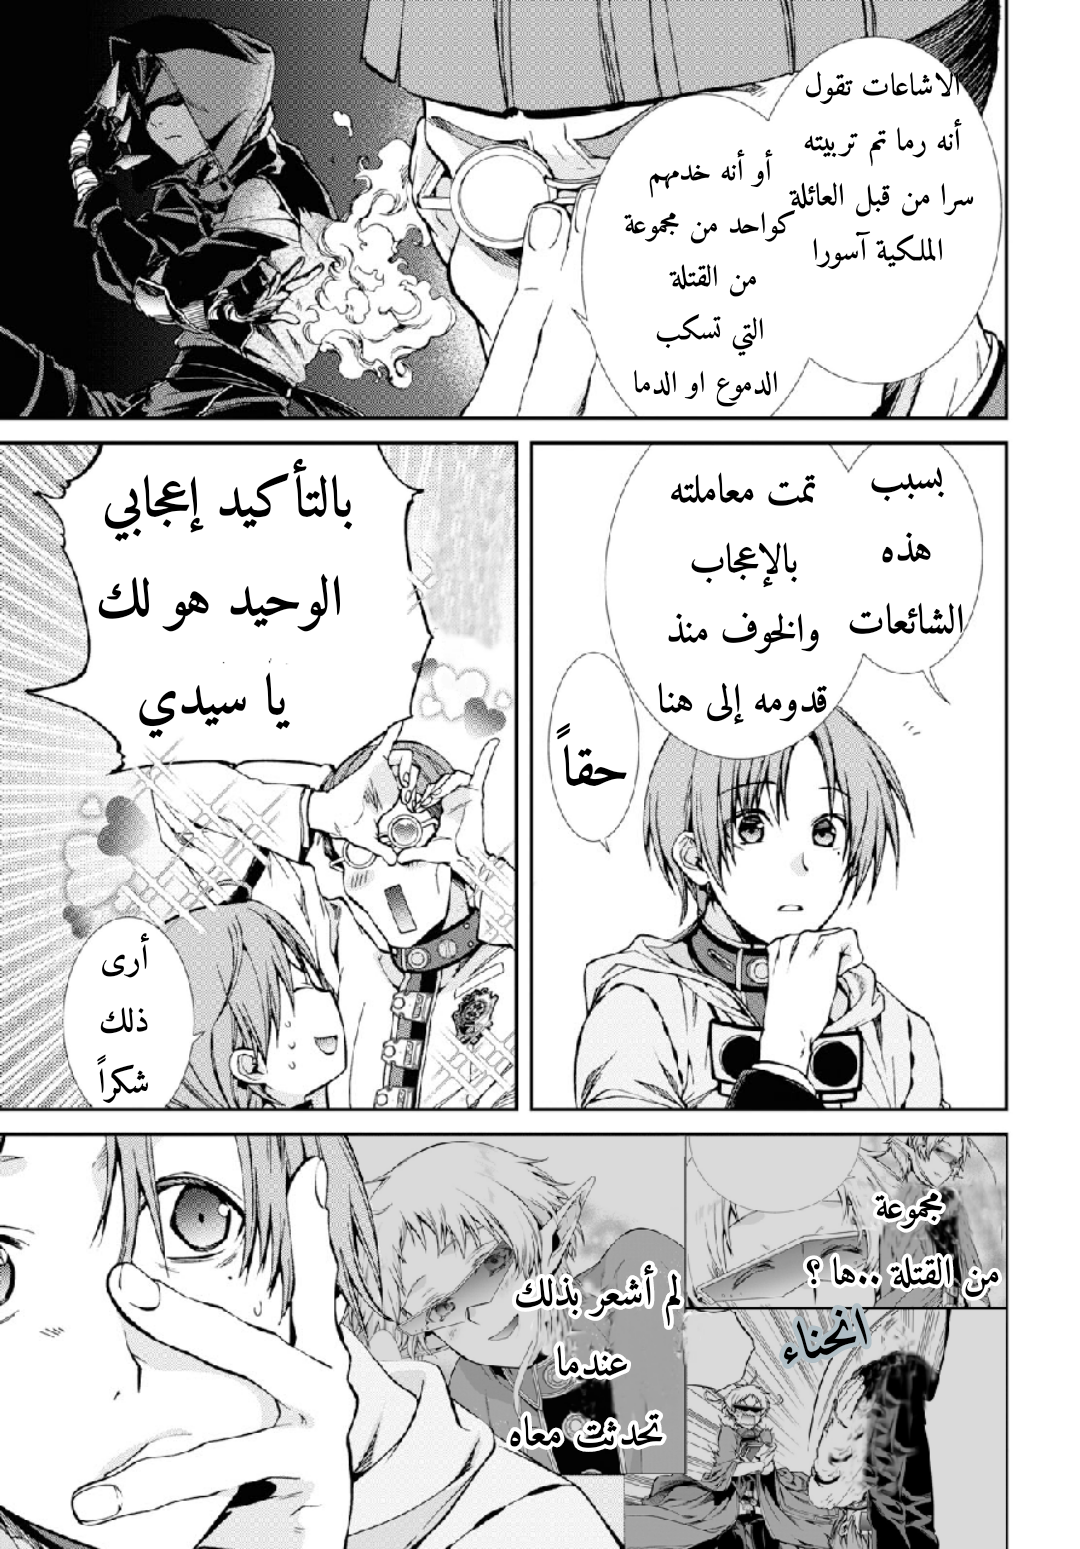 الاشاعات تقول
أنه رما تم تربيته
سرا من قبل العائلة
الملكية آسورا
أو أنه خدمهم
كواحد من مجموعة
من القتلة
التي تسكب
الدموع او الدما
بسبب
هذه
الشائعات
تمت معاملته
بالإعجاب
والخوف منذ
قدومه إلى هنا
حقاً
بالتأكيد إعجابي
الوحيد هو لك
يا سيدي
أرى
ذلك
شكراً
مجموعة
من القتلة ..ها ؟
انحناء
لم أشعر بذلك
عندما
تحدثت معاه